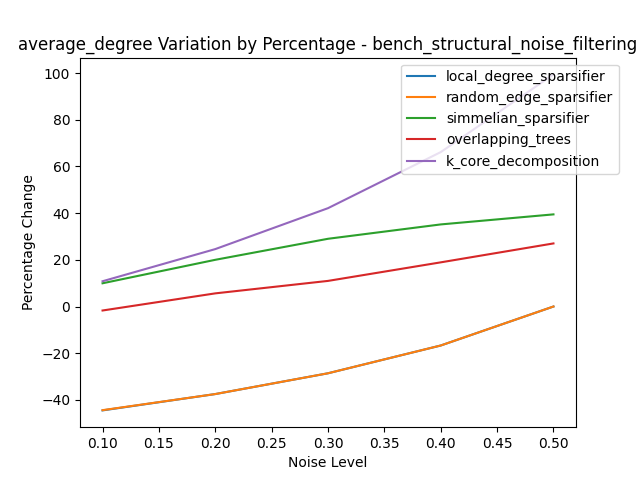 average_degree Variation by Percentage - bench_structural_noise_filtering
local_degree_sparsifier
random_edge_sparsifier
simmelian_sparsifier
overlapping_trees
k_core_decomposition
Percentage Change
100
80
60
40
20
0
−20
−40
0.10 0.15 0.20 0.25 0.30 0.35 0.40 0.45 0.50
Noise Level